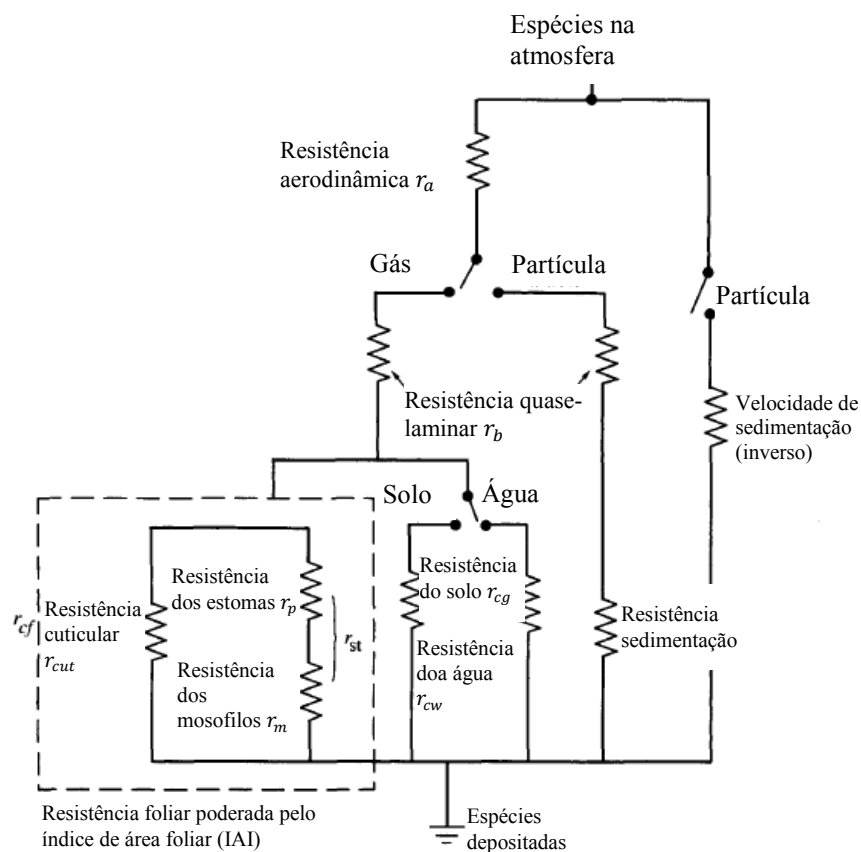 Espécies na
atmosfera
Resistência
aerodinâmica r_a
Gás
Partícula
Partícula
Resistência quase-
laminar r_b
Velocidade de
sedimentação
(inverso)
Solo
Água
Resistência
dos estomas r_p
Resistência
do solo r_cg
r_cf
Resistência
cuticular
r_cut
r_st
Resistência
sedimentação
Resistência
doa água
r_cw
Resistência
dos
mosofilos r_m
Resistência foliar poderada pelo
índice de área foliar (IAI)
Espécies
depositadas